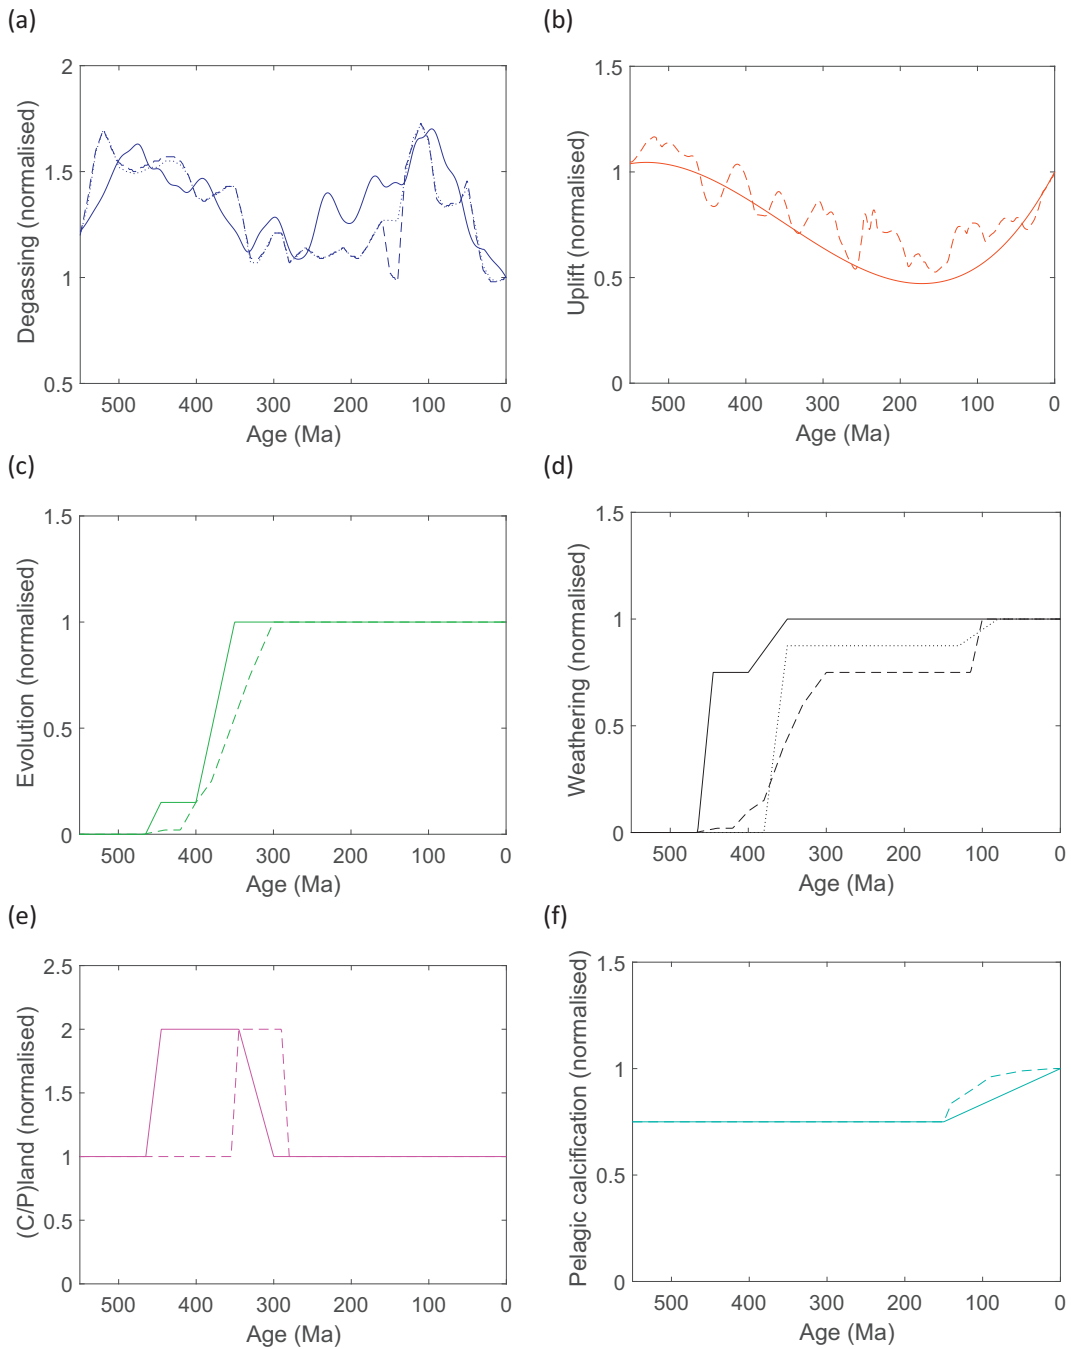 (a)
2
1.5
1
0.5
Degassing (normalised)
500 400 300 200 100 0
Age (Ma)
(b)
1.5
1
0.5
0
Uplift (normalised)
500 400 300 200 100 0
Age (Ma)
(c)
1.5
1
0.5
0
Evolution (normalised)
500 400 300 200 100 0
Age (Ma)
(d)
1.5
1
0.5
0
Weathering (normalised)
500 400 300 200 100 0
Age (Ma)
(e)
2.5
2
1.5
1
0.5
0
(C/P)land (normalised)
500 400 300 200 100 0
Age (Ma)
(f)
1.5
1
0.5
0
Pelagic calcification (normalised)
500 400 300 200 100 0
Age (Ma)